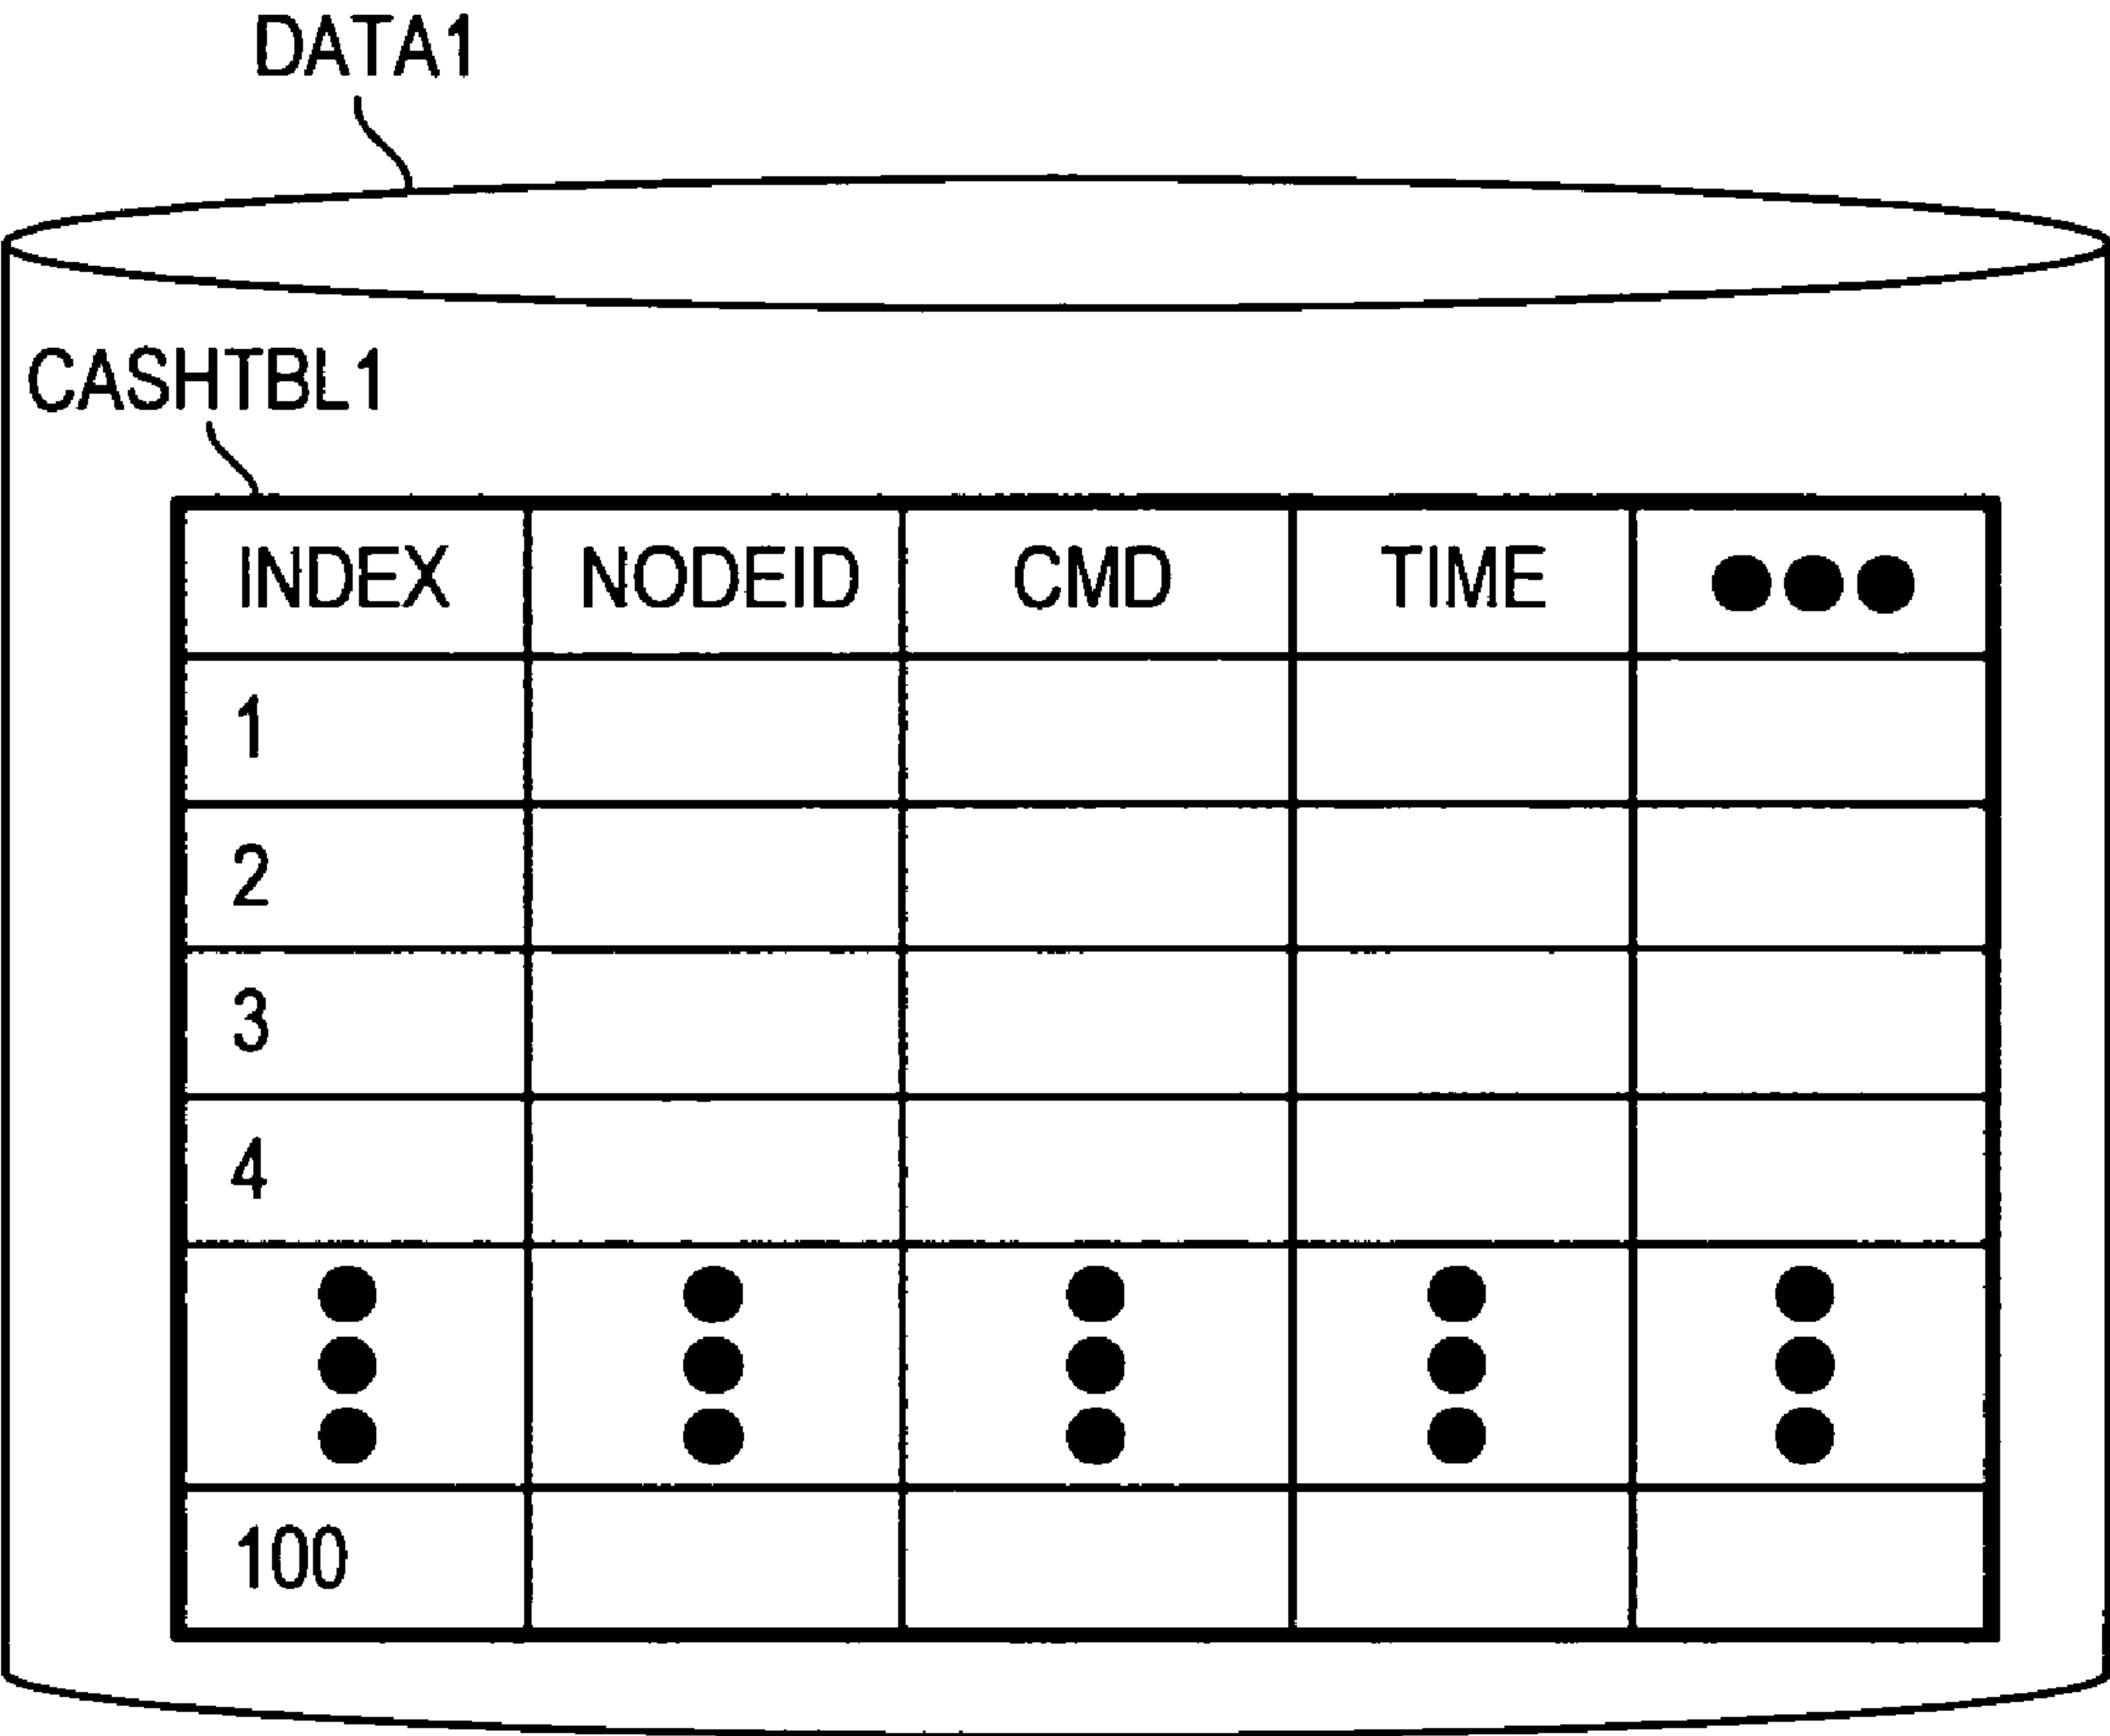 DATA1
CASHTBL1
INDEX NODEID CMD TIME ●●●
1
2
3
4
100